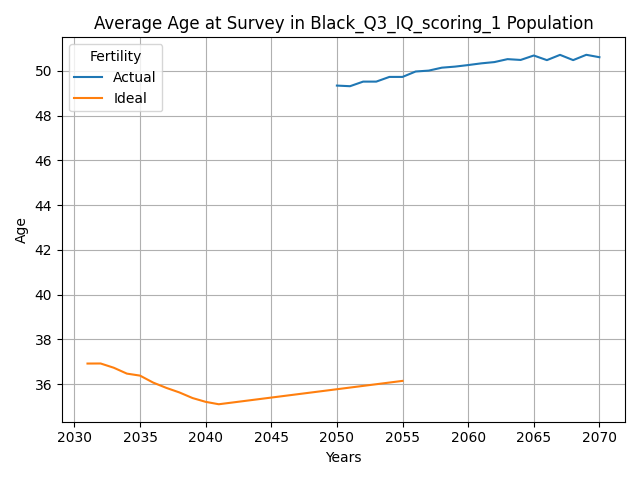 Average Age at Survey in Black_Q3_IQ_scoring_1 Population
Fertility
Actual
Ideal
50
48
46
44
42
40
38
36
Age
2030 2035 2040 2045 2050 2055 2060 2065 2070
Years